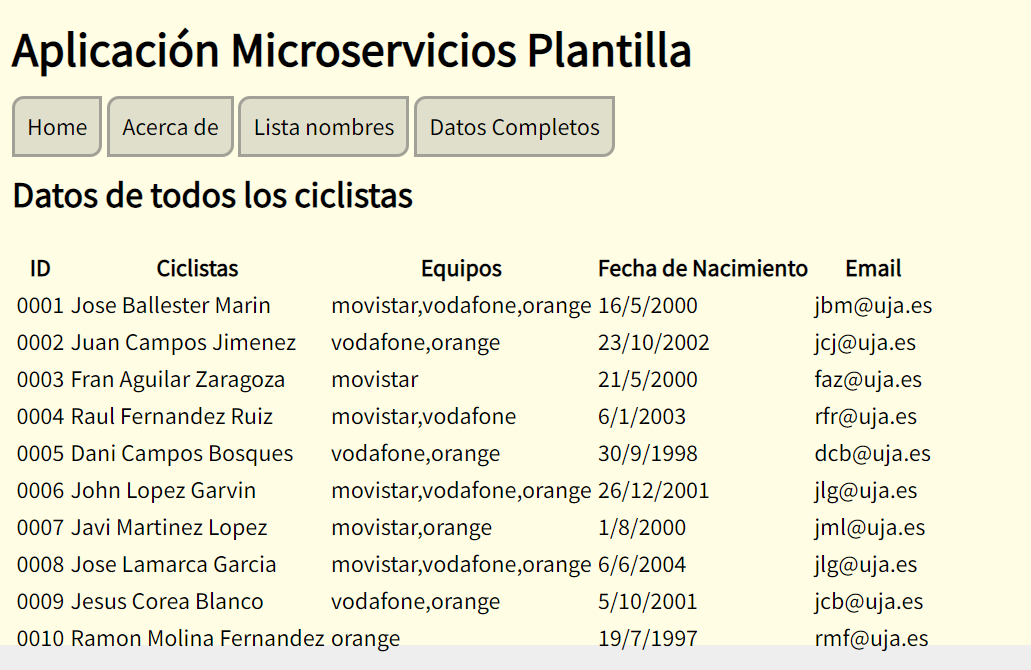 Aplicación Microservicios Plantilla
Home Acerca de Lista nombres Datos Completos
Datos de todos los ciclistas
ID Ciclistas Equipos Fecha de Nacimiento Email
0001 Jose Ballester Marin movistar,vodafone,orange 16/5/2000 jbm@uja.es
0002 Juan Campos Jimenez vodafone,orange 23/10/2002 jcj@uja.es
0003 Fran Aguilar Zaragoza movistar 21/5/2000 faz@uja.es
0004 Raul Fernandez Ruiz movistar,vodafone 6/1/2003 rfr@uja.es
0005 Dani Campos Bosques vodafone,orange 30/9/1998 dcb@uja.es
0006 John Lopez Garvin movistar,vodafone,orange 26/12/2001 jlg@uja.es
0007 Javi Martinez Lopez movistar,orange 1/8/2000 jml@uja.es
0008 Jose Lamarca Garcia movistar,vodafone,orange 6/6/2004 jlg@uja.es
0009 Jesus Corea Blanco vodafone,orange 5/10/2001 jcb@uja.es
0010 Ramon Molina Fernandez orange 19/7/1997 rmf@uja.es